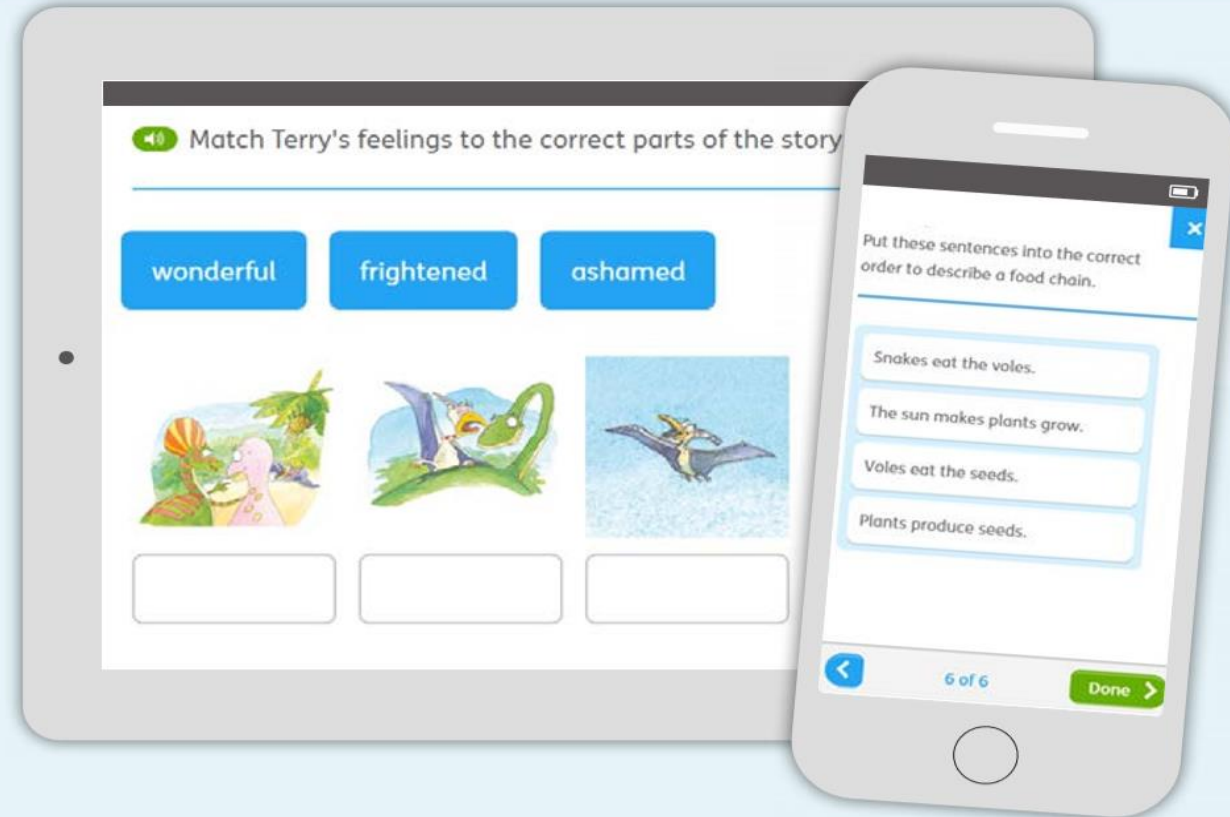 Match Terry's feelings to the correct parts of the story
wonderful
frightened
ashamed
Put these sentences into the correct
order to describe a food chain.
Snakes eat the voles.
The sun makes plants grow.
Voles eat the seeds.
Plants produce seeds.
6 of 6
Done